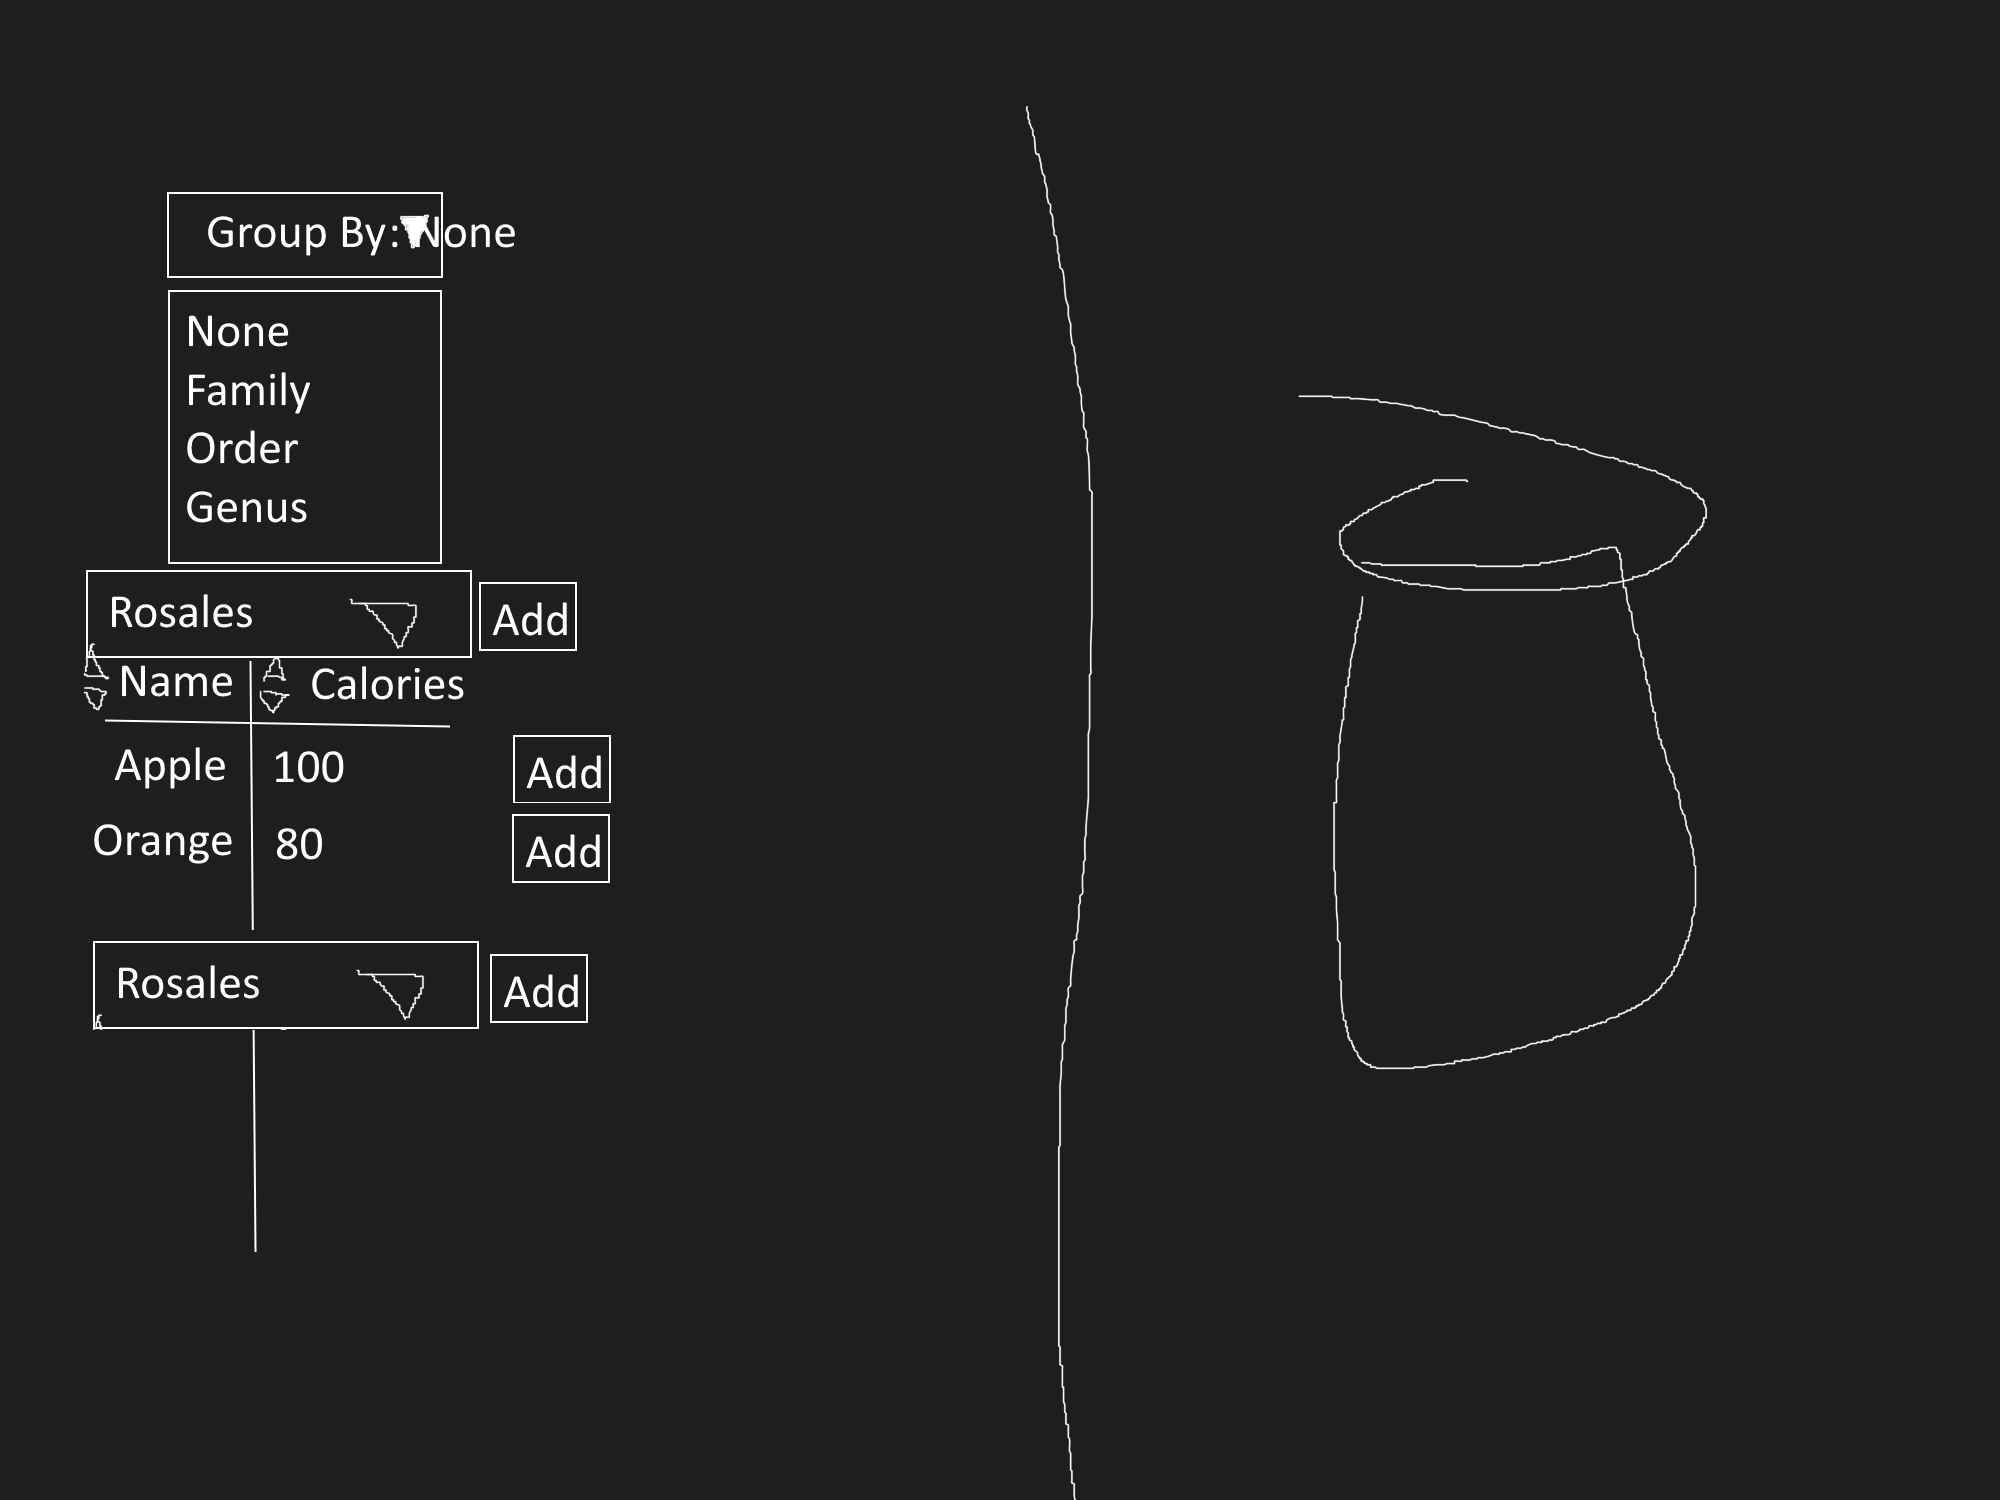 Group By: None
None
Family
Order
Genus
Rosales
Add
Name Calories
Apple 100 Add
Orange 80 Add
Rosales
Add